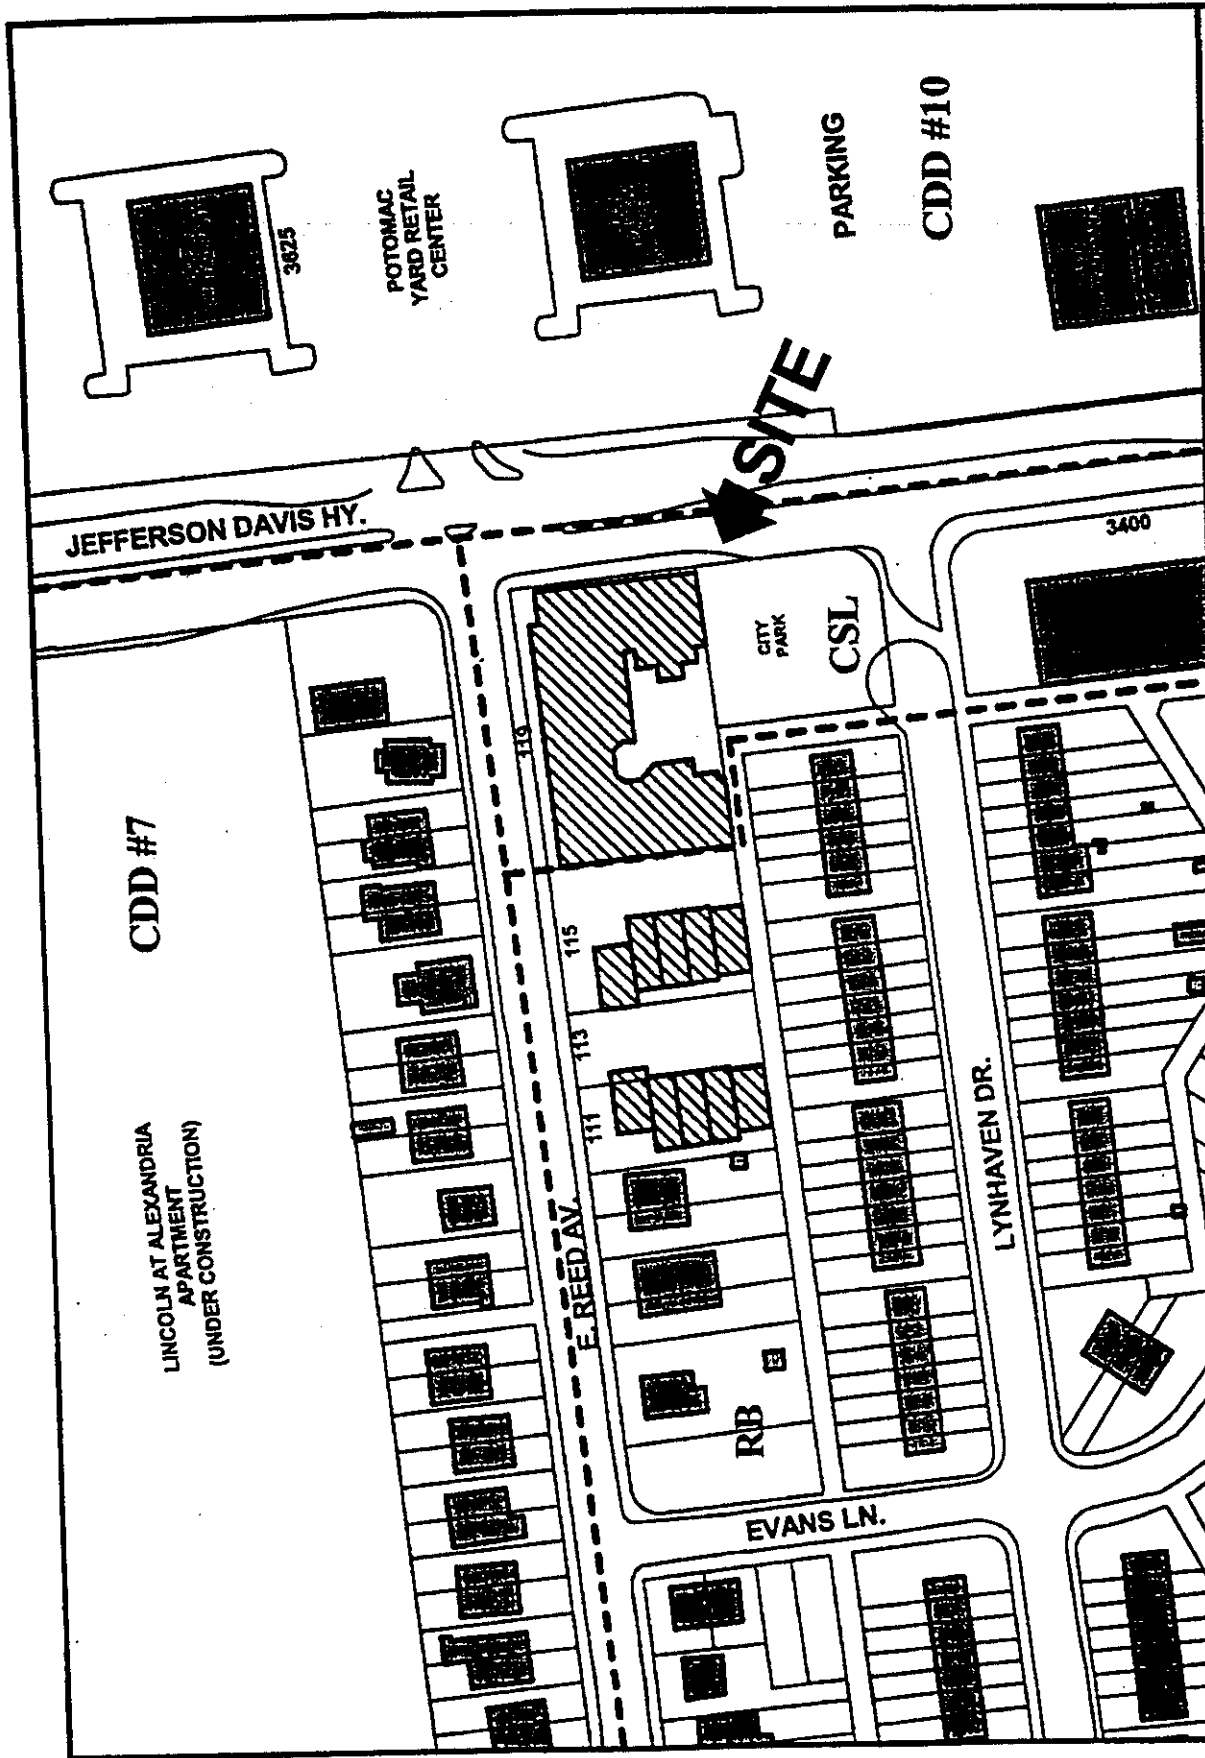 3625
POTOMAC
YARD RETAIL
CENTER
PARKING
CDD #10
SITE
JEFFERSON DAVIS HY.
3400
CITY
PARK
CSL
119
CDD #7
115
113
111
LINCOLN AT ALEXANDRIA
APARTMENT
(UNDER CONSTRUCTION)
E. REED AV.
LYNHAVEN DR.
RB
EVANS LN.